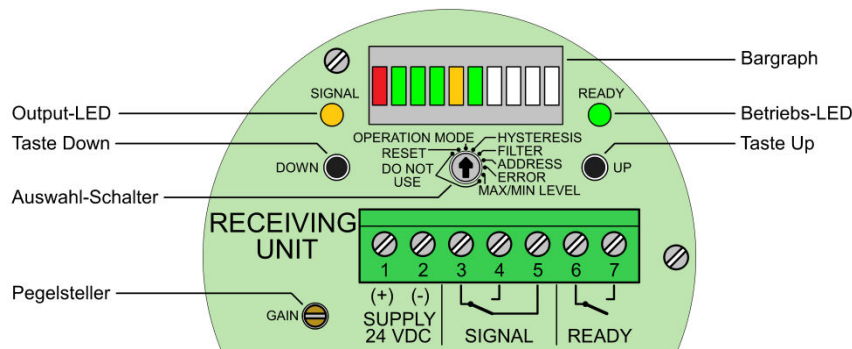 Bargraph
SIGNAL
READY
Output-LED
Betriebs-LED
OPERATION MODE
HYSTERESIS
Taste Down
RESET
FILTER
Taste Up
DOWN
DO NOT
USE
ADDRESS
ERROR
UP
MAX/MIN LEVEL
Auswahl-Schalter
RECEIVING
UNIT
1 2 3 4 5 6 7
(+) (-)
Pegelsteller
GAIN
SUPPLY
24 VDC
SIGNAL
READY